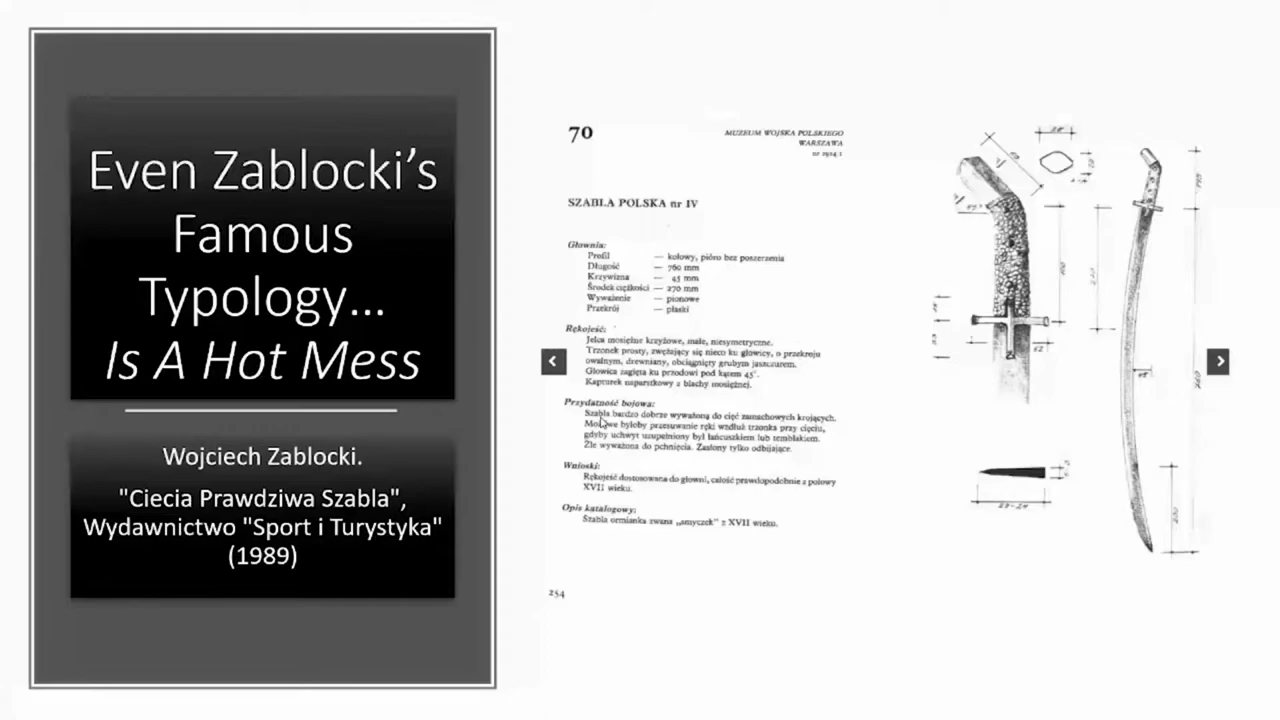 Even Zablocki's
Famous
Typology...
Is A Hot Mess
Wojciech Zablocki.
"Ciecia Prawdziwa Szabla",
Wydawnictwo "Sport i Turystyka"
(1989)
70
MUZEUM WOJSKA POLSKIEGO
WARSZAWA
SZABLA POLSKA nr IV
Głownia:
Profil — kołowy, pióro bez poszerzenia
Długość — 760 mm
Krzywizna — 45 mm
Środek ciężkości — 270 mm
Wyważenie — pionowe
Przekrój — płaski
Rękojeść:
Jelca mosiężne krzyżowe, małe, niesymetryczne.
Trzonek prosty, zwężający się nieco ku głowicy, o przekroju
owalnym, drewniany, obciągnięty grubym jaszczurem.
Głowica zagięta ku przodowi pod kątem 45°.
Kapturek naparstkowy z blachy mosiężnej.
Przydatność bojowa:
Szabla bardzo dobrze wyważona do cięć zamachowych krojących.
Możliwe byłoby przesuwanie ręki wzdłuż trzonka przy cięciu,
gdyby uchwyt uzupełniony był łańcuszkiem lub temblakiem.
Źle wyważona do pchnięcia. Zasłony tylko odbijające.
Wnioski:
Rękojeść dostosowana do głowni, całość prawdopodobnie z połowy
XVII wieku.
Opis katalogowy:
Szabla ormianka zwana „smyczek” z XVII wieku.
254